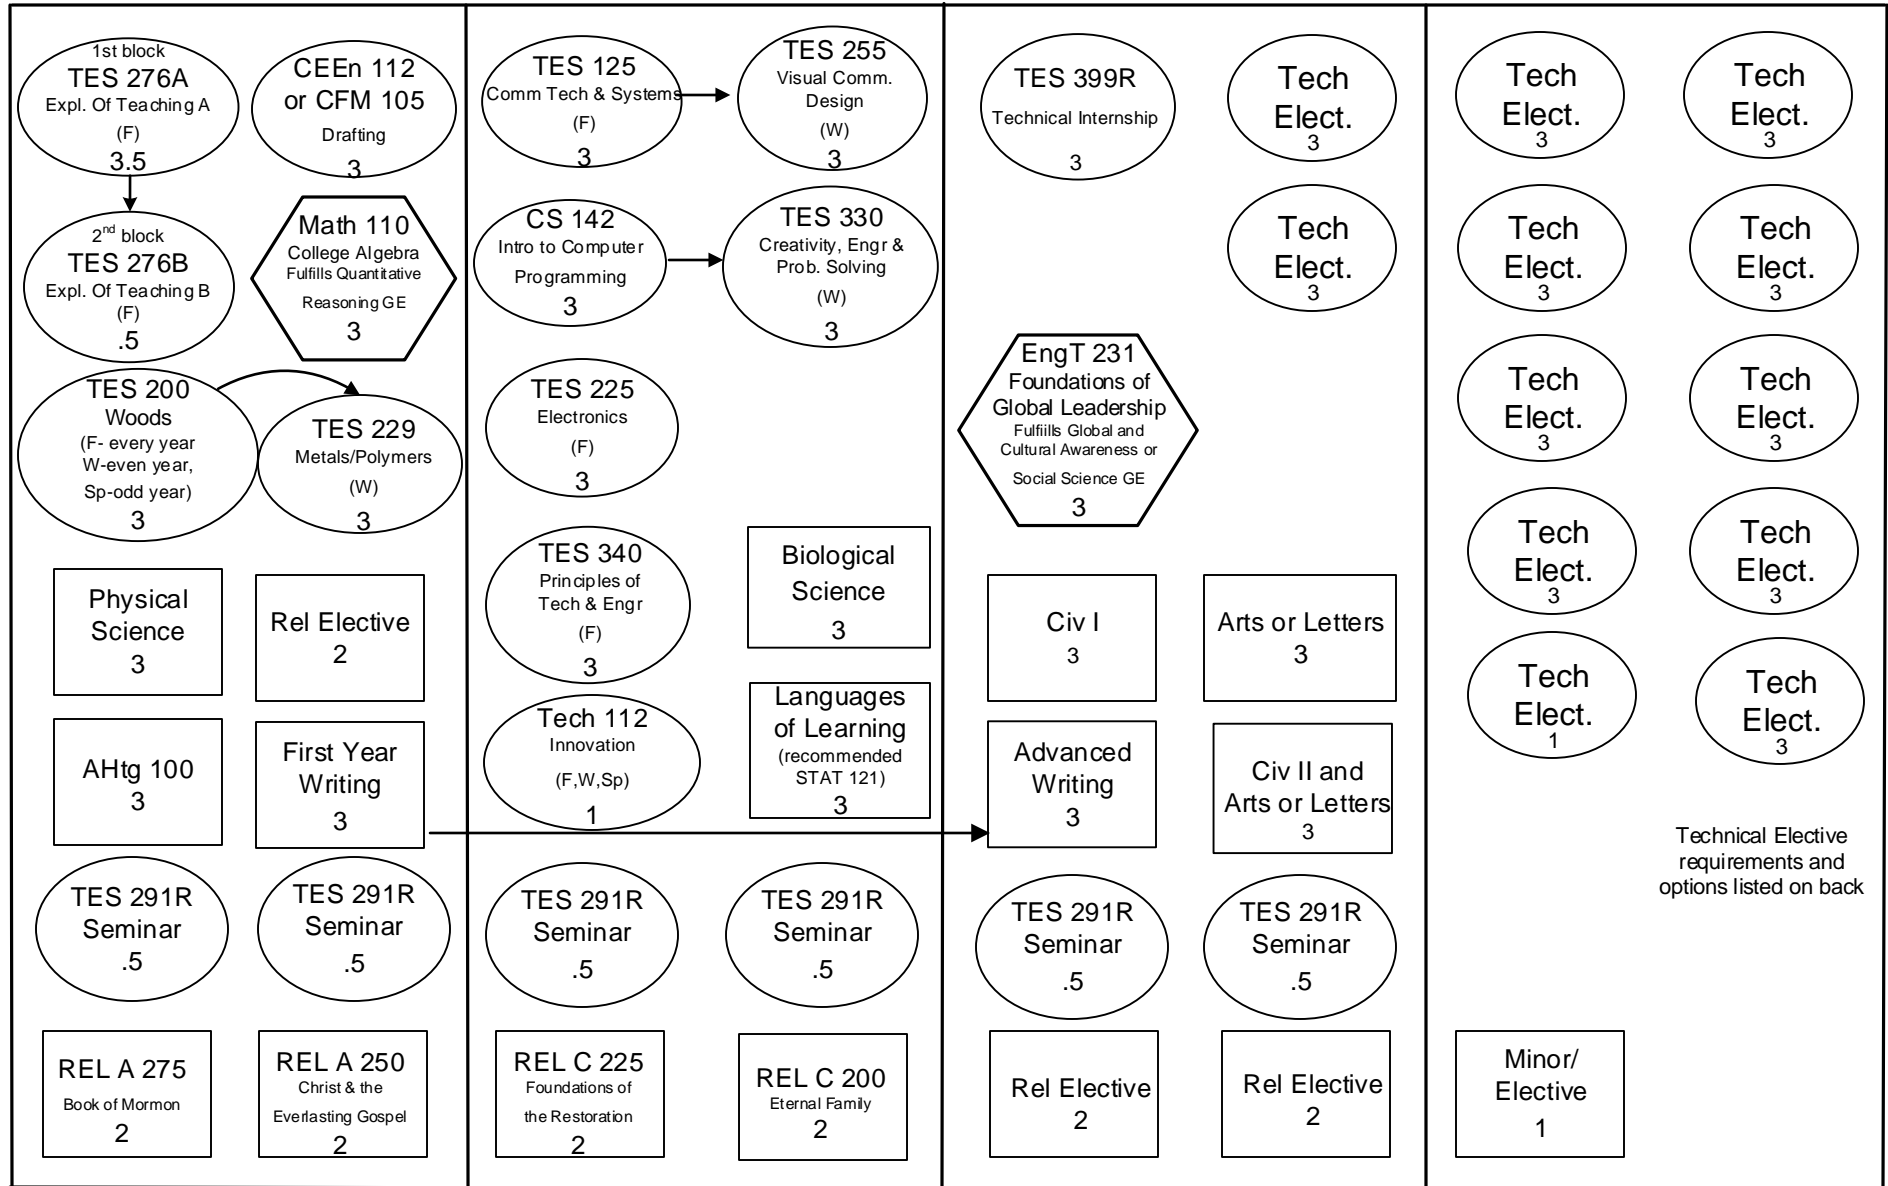 1st block
TES 276A
Expl. Of Teaching A
(F)
3.5
CEEn 112
or CFM 105
Drafting
3
2nd block
TES 276B
Expl. Of Teaching B
(F)
.5
Math 110
College Algebra
Fulfills Quantitative
Reasoning GE
3
TES 200
Woods
(F- every year
W-even year,
Sp-odd year)
3
TES 229
Metals/Polymers
(W)
3
Physical
Science
3
Rel Elective
2
AHtg 100
3
First Year
Writing
3
TES 291R
Seminar
.5
TES 291R
Seminar
.5
REL A 275
Book of Mormon
2
REL A 250
Christ & the
Everlasting Gospel
2
TES 125
Comm Tech & Systems
(F)
3
TES 255
Visual Comm.
Design
(W)
3
CS 142
Intro to Computer
Programming
3
TES 330
Creativity, Engr &
Prob. Solving
(W)
3
TES 225
Electronics
(F)
3
TES 340
Principles of
Tech & Engr
(F)
3
Biological
Science
3
Tech 112
Innovation
(F,W,Sp)
1
Languages
of Learning
(recommended
STAT 121)
3
TES 291R
Seminar
.5
TES 291R
Seminar
.5
REL C 225
Foundations of
the Restoration
2
REL C 200
Eternal Family
2
TES 399R
Technical Internship
3
Tech
Elect.
3
Tech
Elect.
3
EngT 231
Foundations of
Global Leadership
Fulfiills Global and
Cultural Awareness or
Social Science GE
3
Civ I
3
Arts or Letters
3
Advanced
Writing
3
Civ II and
Arts or Letters
3
TES 291R
Seminar
.5
TES 291R
Seminar
.5
Rel Elective
2
Rel Elective
2
Tech
Elect.
3
Tech
Elect.
3
Tech
Elect.
3
Tech
Elect.
3
Tech
Elect.
3
Tech
Elect.
3
Tech
Elect.
3
Tech
Elect.
3
Tech
Elect.
1
Tech
Elect.
3
Technical Elective
requirements and
options listed on back
Minor/
Elective
1